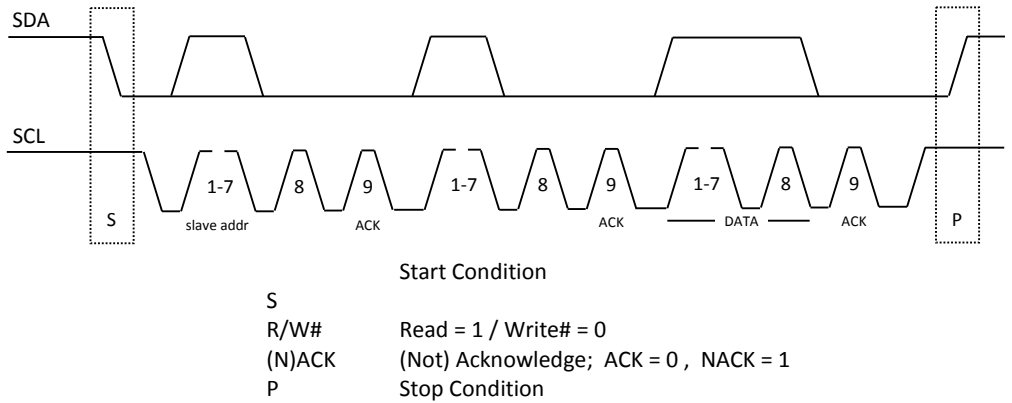 SDA
SCL
1-7 8 9 1-7 8 9 1-7 8 9
S slave addr ACK ACK DATA ACK P
Start Condition
S
R/W# Read = 1 / Write# = 0
(N)ACK (Not) Acknowledge; ACK = 0 , NACK = 1
P Stop Condition